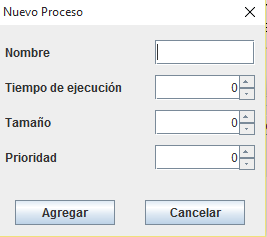 Nuevo Proceso
Nombre
Tiempo de ejecución 0
Tamaño 0
Prioridad 0
Agregar Cancelar